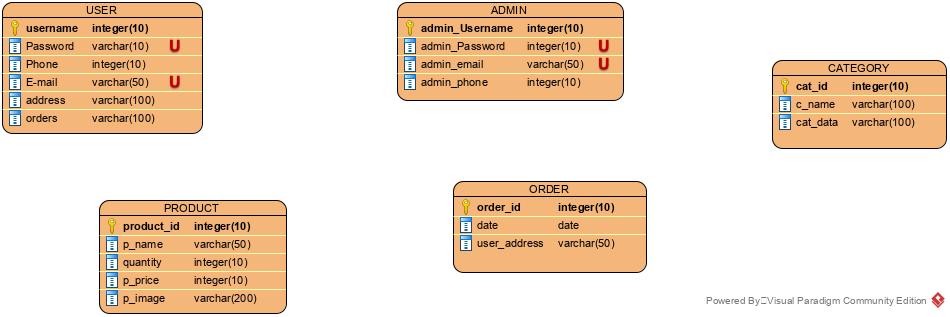 USER
username integer(10)
Password varchar(10) U
Phone integer(10)
E-mail varchar(50) U
address varchar(100)
orders varchar(100)
ADMIN
admin_Username integer(10)
admin_Password integer(10) U
admin_email varchar(50) U
admin_phone integer(10)
CATEGORY
cat_id integer(10)
c_name varchar(100)
cat_data varchar(100)
PRODUCT
product_id integer(10)
p_name varchar(50)
quantity integer(10)
p_price integer(10)
p_image varchar(200)
ORDER
order_id integer(10)
date date
user_address varchar(50)
Powered By Visual Paradigm Community Edition